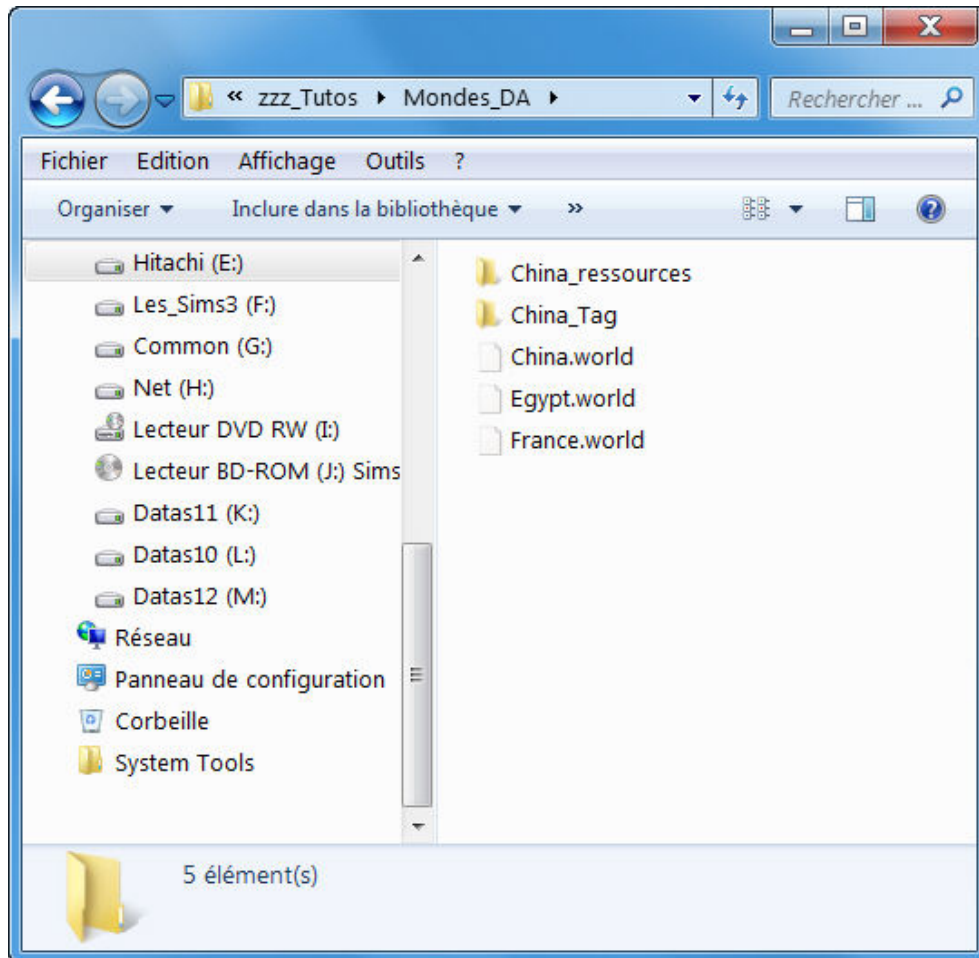 « zzz_Tutos Mondes_DA Rechercher ...
Fichier Edition Affichage Outils ?
Organiser Inclure dans la bibliothèque »
Hitachi (E:)
Les_Sims3 (F:)
Common (G:)
Net (H:)
Lecteur DVD RW (I:)
Lecteur BD-ROM (J:) Sims
Datas11 (K:)
Datas10 (L:)
Datas12 (M:)
Réseau
Panneau de configuration
Corbeille
System Tools
China_ressources
China_Tag
China.world
Egypt.world
France.world
5 élément(s)